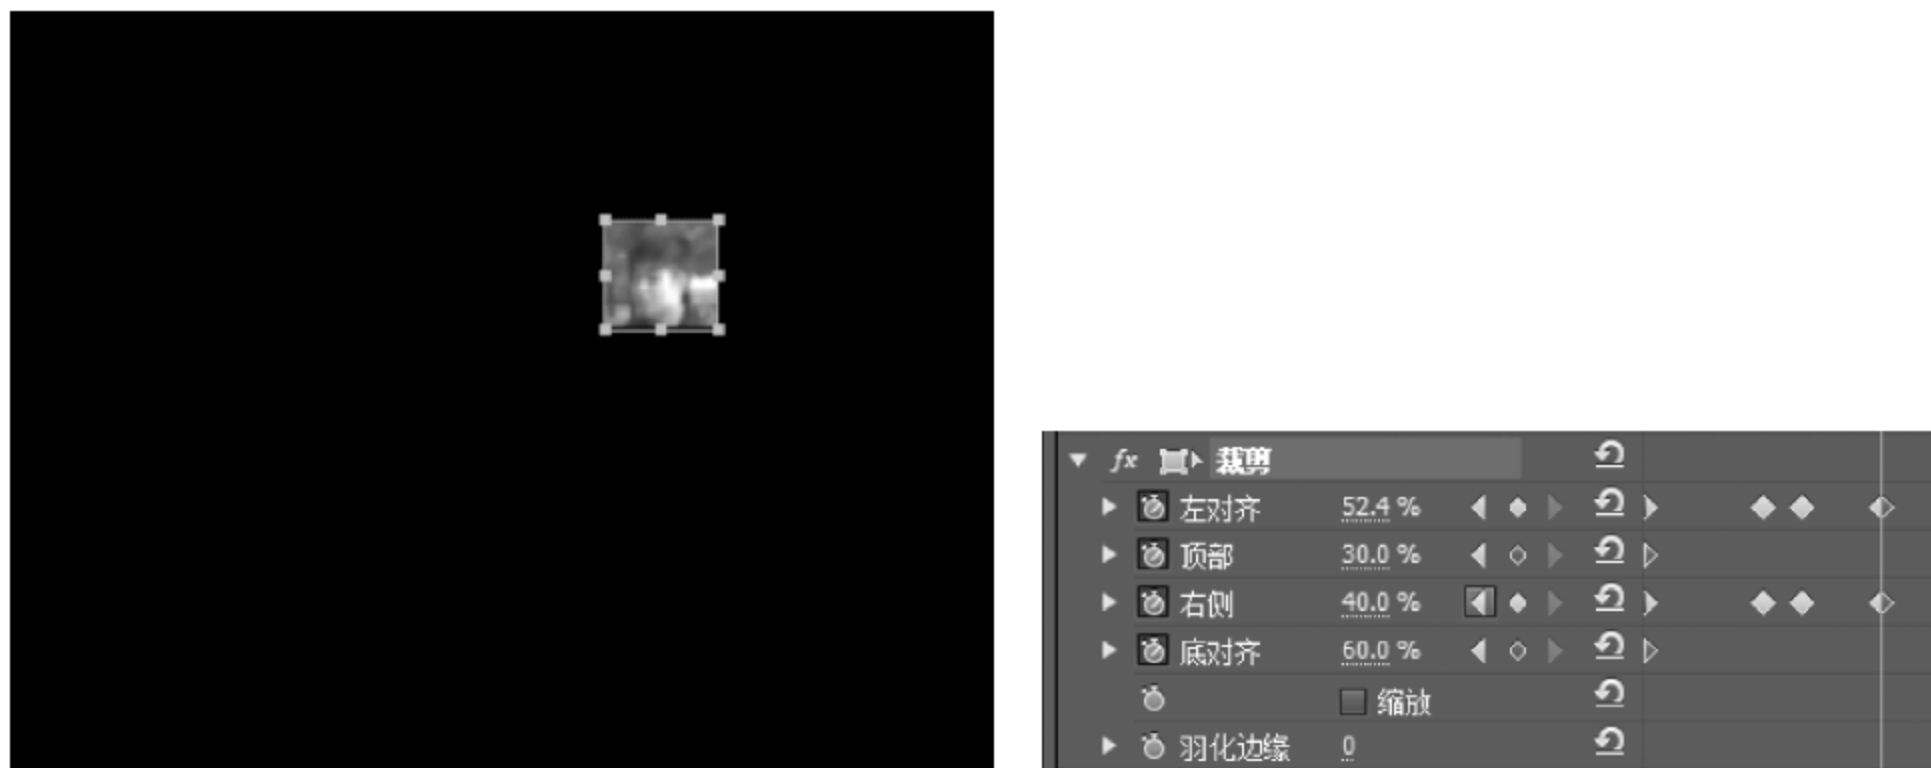 fx 裁剪
左对齐 52.4 %
顶部 30.0 %
右侧 40.0 %
底对齐 60.0 %
缩放
羽化边缘 0